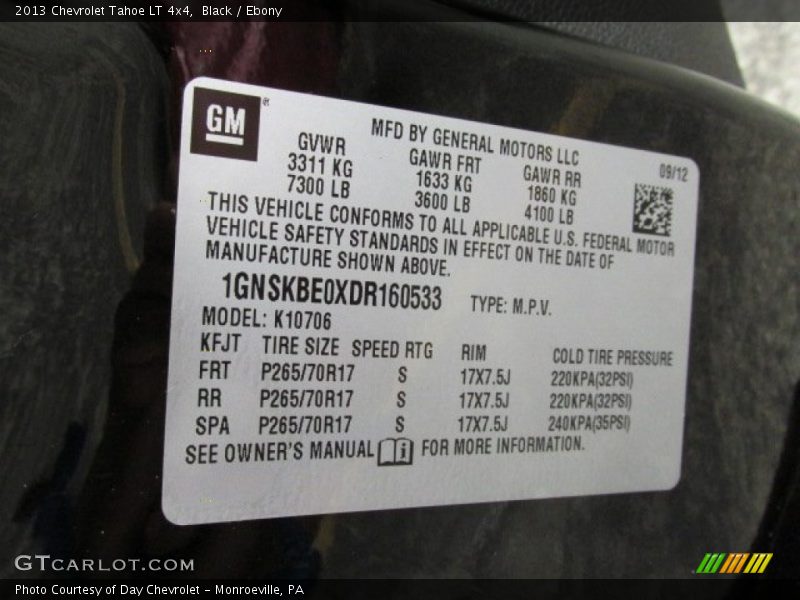 2013 Chevrolet Tahoe LT 4x4, Black / Ebony
GM®
MFD BY GENERAL MOTORS LLC
GVWR GAWR FRT GAWR RR 09/12
3311 KG 1633 KG 1860 KG
7300 LB 3600 LB 4100 LB
THIS VEHICLE CONFORMS TO ALL APPLICABLE U.S. FEDERAL MOTOR
VEHICLE SAFETY STANDARDS IN EFFECT ON THE DATE OF
MANUFACTURE SHOWN ABOVE.
1GNSKBE0XDR160533 TYPE: M.P.V.
MODEL: K10706
KFJT TIRE SIZE SPEED RTG RIM COLD TIRE PRESSURE
FRT P265/70R17 S 17X7.5J 220KPA(32PSI)
RR P265/70R17 S 17X7.5J 220KPA(32PSI)
SPA P265/70R17 S 17X7.5J 240KPA(35PSI)
SEE OWNER'S MANUAL FOR MORE INFORMATION.
GTCARLOT.COM
Photo Courtesy of Day Chevrolet - Monroeville, PA